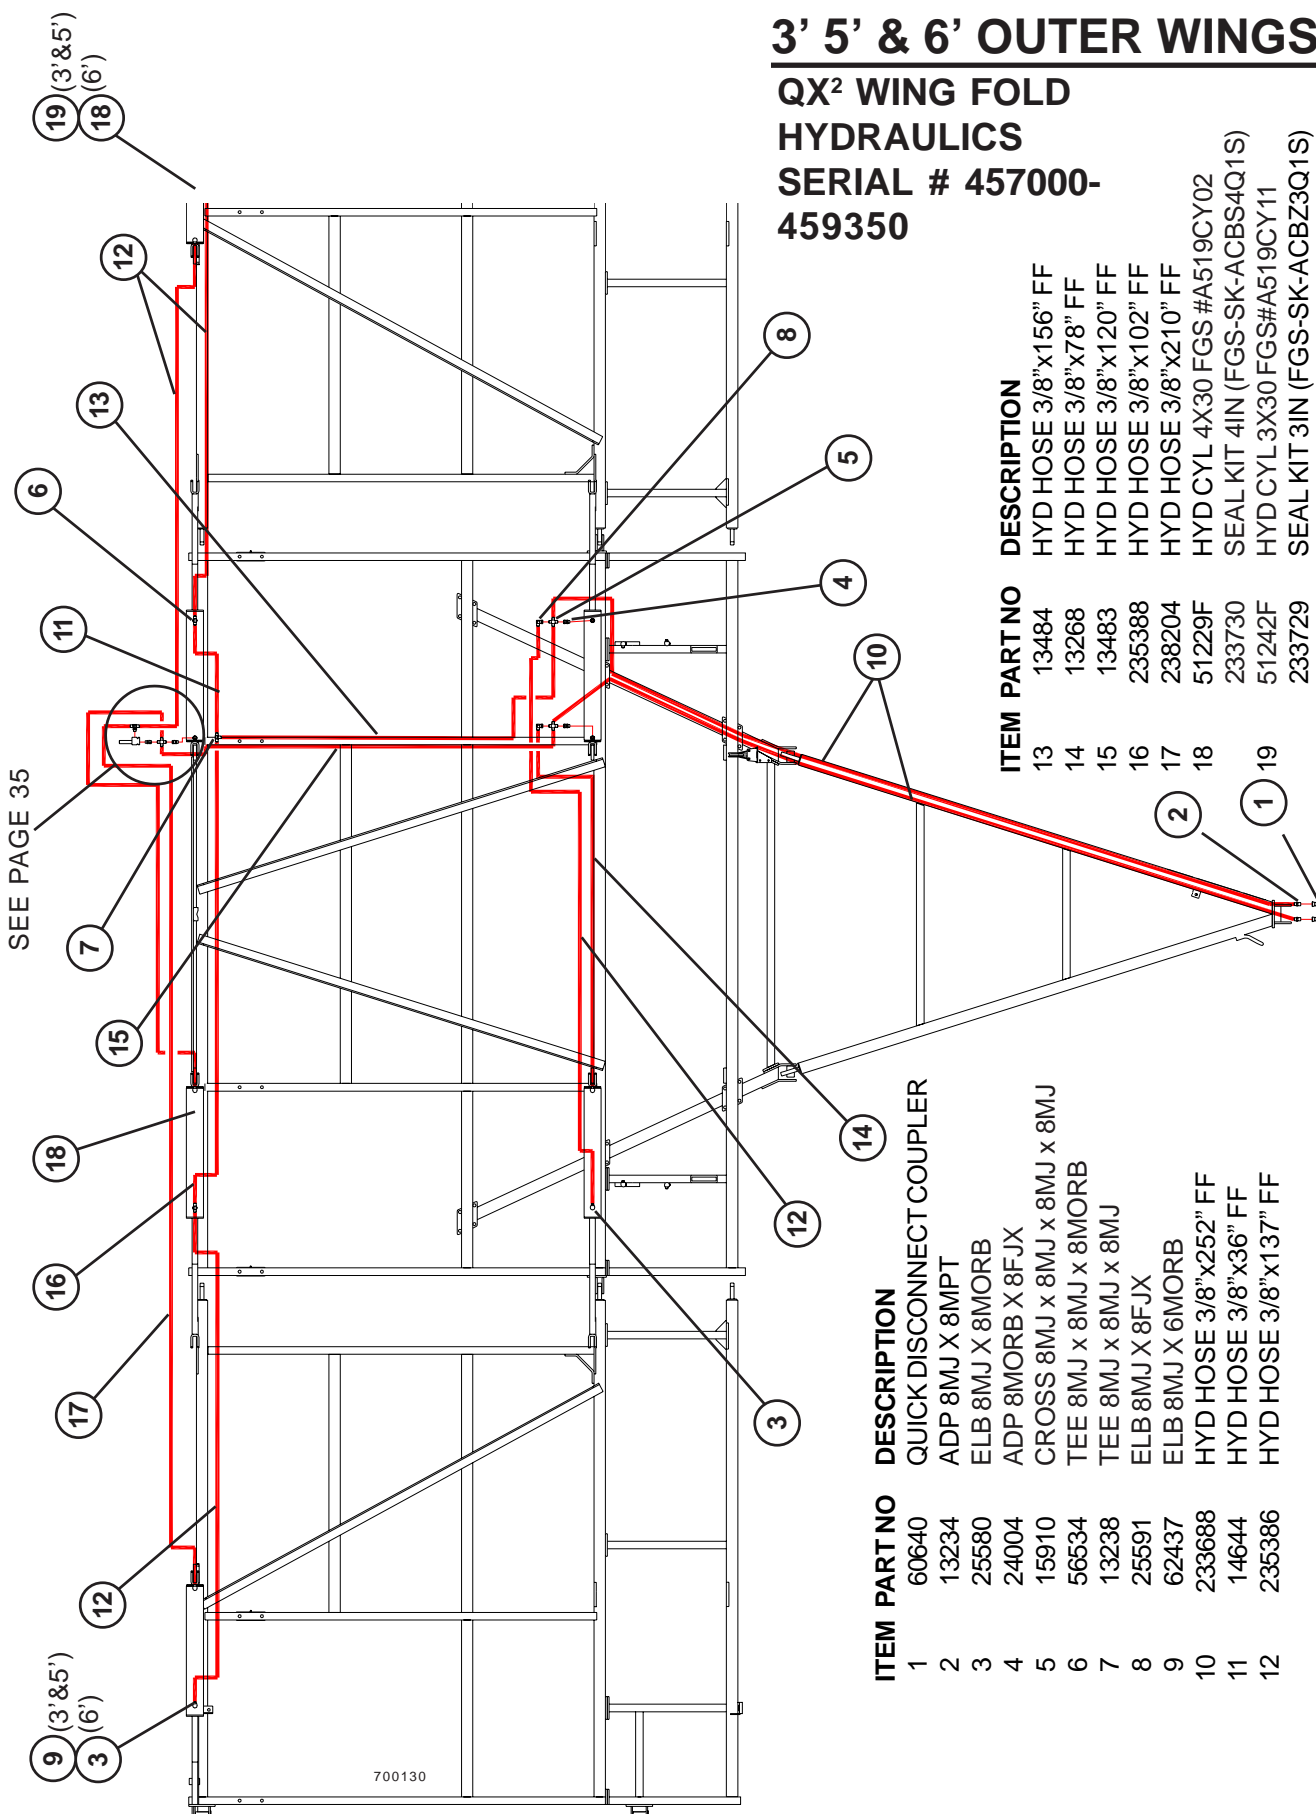 3’ 5’ & 6’ OUTER WINGS
QX² WING FOLD
HYDRAULICS
SERIAL # 457000-
459350
19 (3’&5’)
18 (6’)
12
13
6
11
SEE PAGE 35
7
15
18
16
17
12
9 (3’&5’)
3 (6’)
8
5
4
10
2
1
14
12
3
700130
ITEM PART NO DESCRIPTION
1 60640 QUICK DISCONNECT COUPLER
2 13234 ADP 8MJ X 8MPT
3 25580 ELB 8MJ X 8MORB
4 24004 ADP 8MORB X 8FJX
5 15910 CROSS 8MJ x 8MJ x 8MJ x 8MJ
6 56534 TEE 8MJ x 8MJ x 8MORB
7 13238 TEE 8MJ x 8MJ x 8MJ
8 25591 ELB 8MJ X 8FJX
9 62437 ELB 8MJ X 6MORB
10 233688 HYD HOSE 3/8”x252” FF
11 14644 HYD HOSE 3/8”x36” FF
12 235386 HYD HOSE 3/8”x137” FF
ITEM PART NO DESCRIPTION
13 13484 HYD HOSE 3/8”x156” FF
14 13268 HYD HOSE 3/8”x78” FF
15 13483 HYD HOSE 3/8”x120” FF
16 235388 HYD HOSE 3/8”x102” FF
17 238204 HYD HOSE 3/8”x210” FF
18 51229F HYD CYL 4X30 FGS #A519CY02
233730 SEAL KIT 4IN (FGS-SK-ACBS4Q1S)
19 51242F HYD CYL 3X30 FGS#A519CY11
233729 SEAL KIT 3IN (FGS-SK-ACBZ3Q1S)